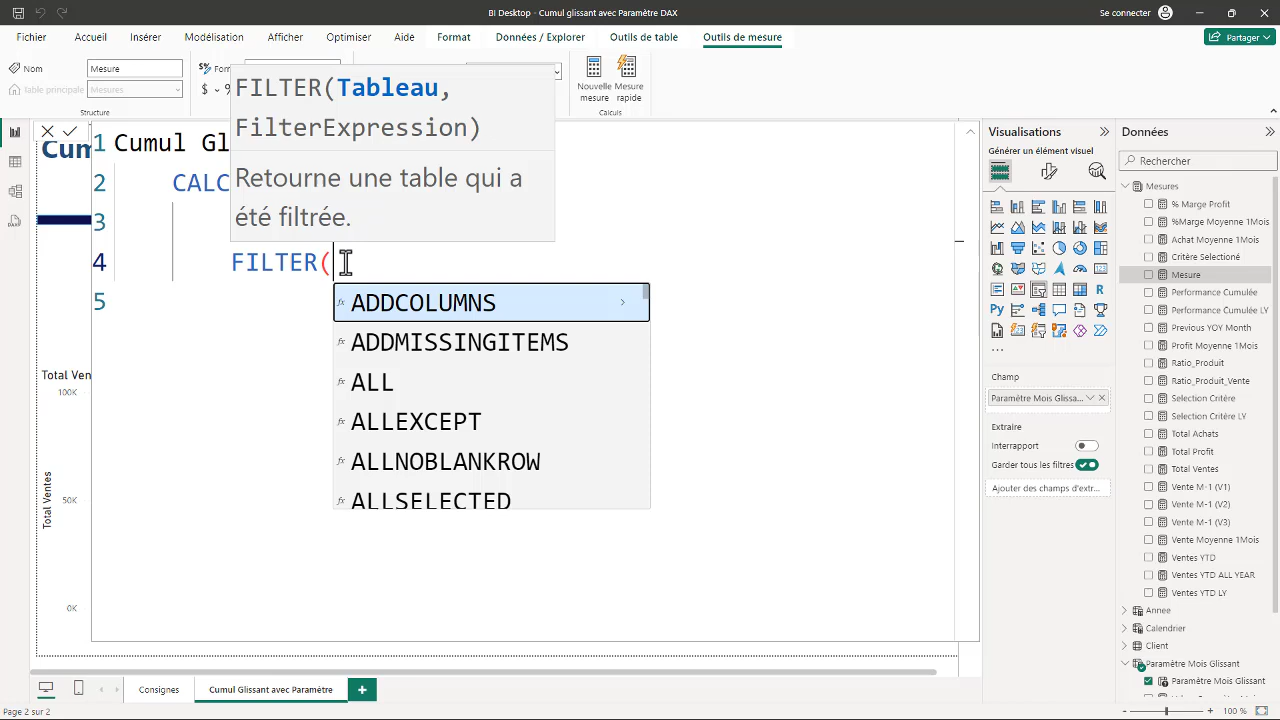 BI Desktop - Cumul glissant avec Paramètre DAX
Se connecter
Fichier
Accueil
Insérer
Modélisation
Afficher
Optimiser
Aide
Format
Données / Explorer
Outils de table
Outils de mesure
Partager
Nom
Mesure
Form
Table principale
Mesures
$
%
Structure
Nouvelle mesure
Mesure rapide
Calculs
FILTER(Tableau,
FilterExpression)
Retourne une table qui a
été filtrée.
Cum
1 Cumul Gl
2 CALC
3
4 FILTER(
5
ADDCOLUMNS
ADDMISSINGITEMS
ALL
ALLEXCEPT
ALLNOBLANKROW
ALLSELECTED
Total Ven
100K
50K
0K
Total Ventes
Visualisations
Générer un élément visuel
R
Py
Champ
Paramètre Mois Glissa...
Extraire
Interrapport
Garder tous les filtres
Ajouter des champs d'extr...
Données
Rechercher
Mesures
% Marge Profit
%Marge Moyenne 1Mois
Achat Moyenne 1Mois
Critère Selectioné
Mesure
Performance Cumulée
Performance Cumulée LY
Previous YOY Month
Profit Moyenne 1Mois
Ratio_Produit
Ratio_Produit_Vente
Selection Critère
Selection Critère LY
Total Achats
Total Profit
Total Ventes
Vente M-1 (V1)
Vente M-1 (V2)
Vente M-1 (V3)
Vente Moyenne 1Mois
Ventes YTD
Ventes YTD ALL YEAR
Ventes YTD LY
Annee
Calendrier
Client
Paramètre Mois Glissant
Paramètre Mois Glissant
Consignes
Cumul Glissant avec Paramètre
Page 2 sur 2
100 %